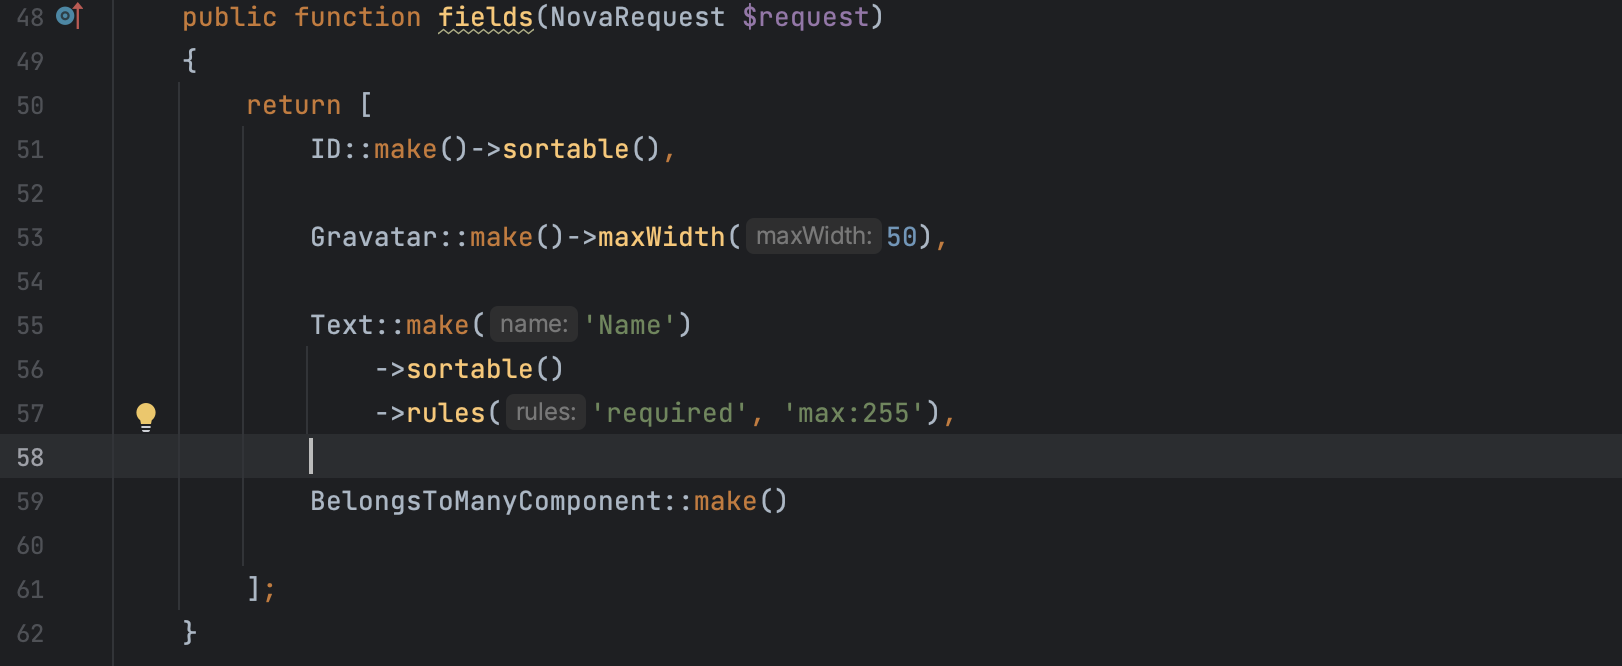 48 public function fields(NovaRequest $request)
49 {
50 return [
51 ID::make()->sortable(),
52
53 Gravatar::make()->maxWidth( maxWidth: 50),
54
55 Text::make( name: 'Name')
56 ->sortable()
57 ->rules( rules: 'required', 'max:255'),
58
59 BelongsToManyComponent::make()
60
61 ];
62 }